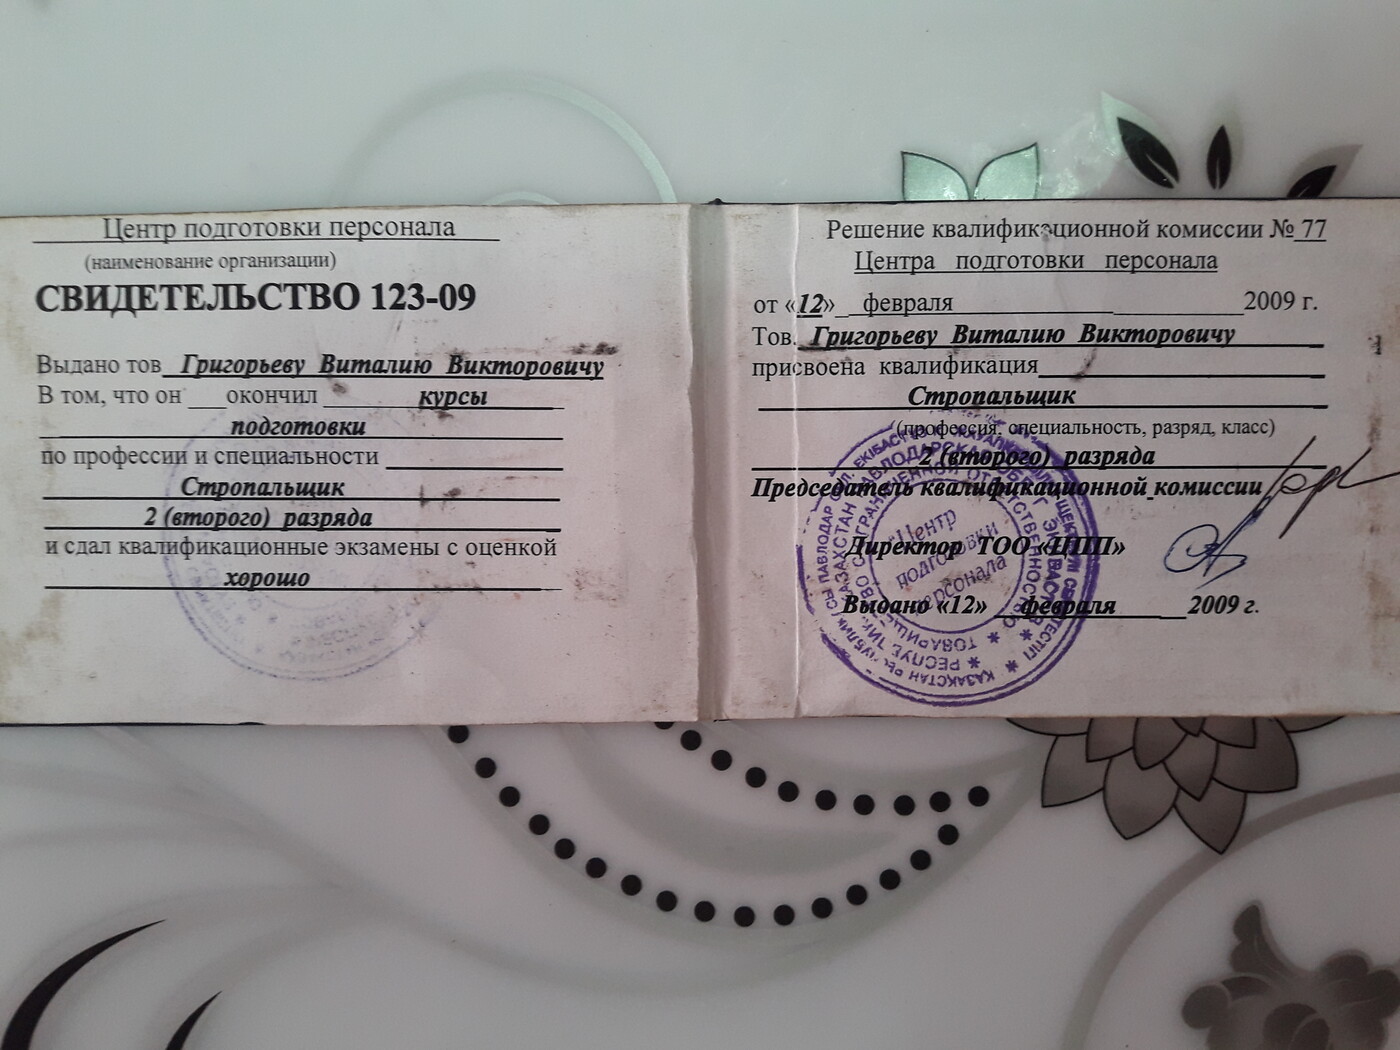 Центр подготовки персонала
(наименование организации)
СВИДЕТЕЛЬСТВО 123-09
Выдано тов Григорьеву Виталию Викторовичу
В том, что он окончил курсы
подготовки
по профессии и специальности
Стропальщик
2 (второго) разряда
и сдал квалификационные экзамены с оценкой
хорошо
Решение квалификационной комиссии № 77
Центра подготовки персонала
от «12» февраля 2009 г.
Тов. Григорьеву Виталию Викторовичу
присвоена квалификация
Стропальщик
(профессия, специальность, разряд, класс)
2 (второго) разряда
Председатель квалификационной комиссии
Директор ТОО «ЦПП»
Выдано «12» февраля 2009 г.
"Центр
подготовки
персонала